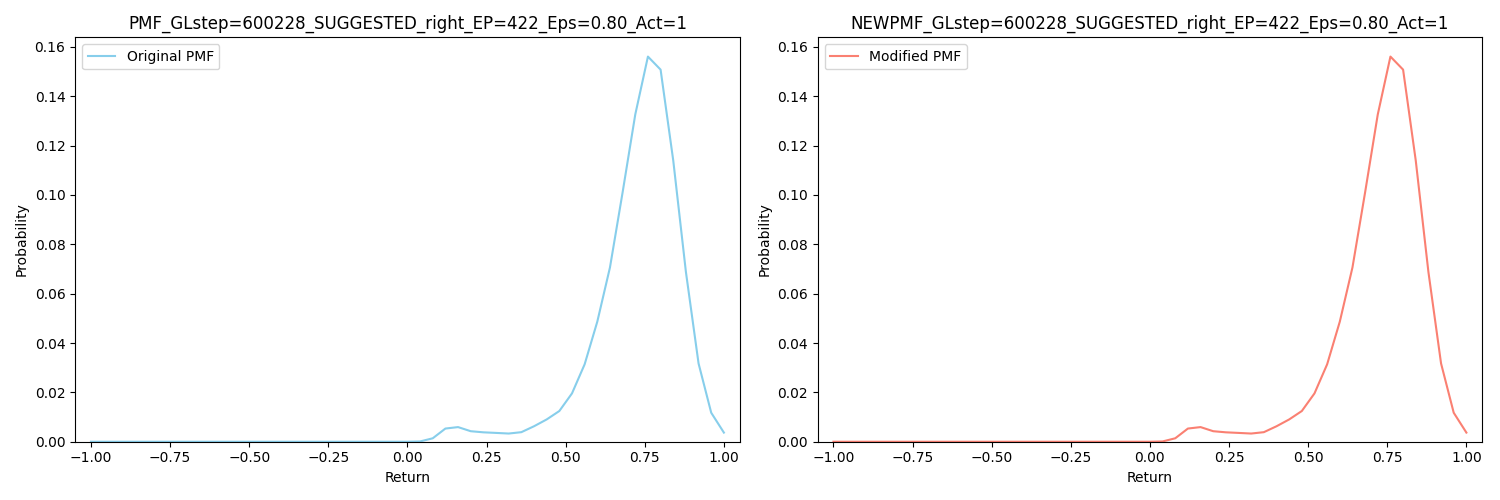 PMF_GLstep=600228_SUGGESTED_right_EP=422_Eps=0.80_Act=1
Original PMF
0.16
0.14
0.12
0.10
0.08
0.06
0.04
0.02
0.00
Probability
−1.00 −0.75 −0.50 −0.25 0.00 0.25 0.50 0.75 1.00
Return
NEWPMF_GLstep=600228_SUGGESTED_right_EP=422_Eps=0.80_Act=1
Modified PMF
0.16
0.14
0.12
0.10
0.08
0.06
0.04
0.02
0.00
Probability
−1.00 −0.75 −0.50 −0.25 0.00 0.25 0.50 0.75 1.00
Return